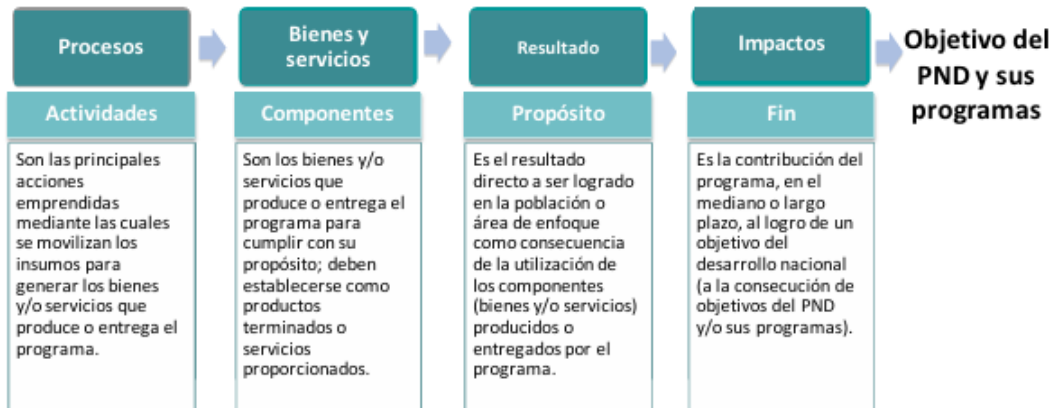 Procesos
Bienes y
servicios
Resultado
Impactos
Objetivo del
PND y sus
programas
Actividades
Son las principales
acciones
emprendidas
mediante las cuales
se movilizan los
insumos para
generar los bienes
y/o servicios que
produce o entrega el
programa.
Componentes
Son los bienes y/o
servicios que
produce o entrega el
programa para
cumplir con su
propósito; deben
establecerse como
productos
terminados o
servicios
proporcionados.
Propósito
Es el resultado
directo a ser logrado
en la población o
área de enfoque
como consecuencia
de la utilización de
los componentes
(bienes y/o servicios)
producidos o
entregados por el
programa.
Fin
Es la contribución del
programa, en el
mediano o largo
plazo, al logro de un
objetivo del
desarrollo nacional
(a la consecución de
objetivos del PND
y/o sus programas).